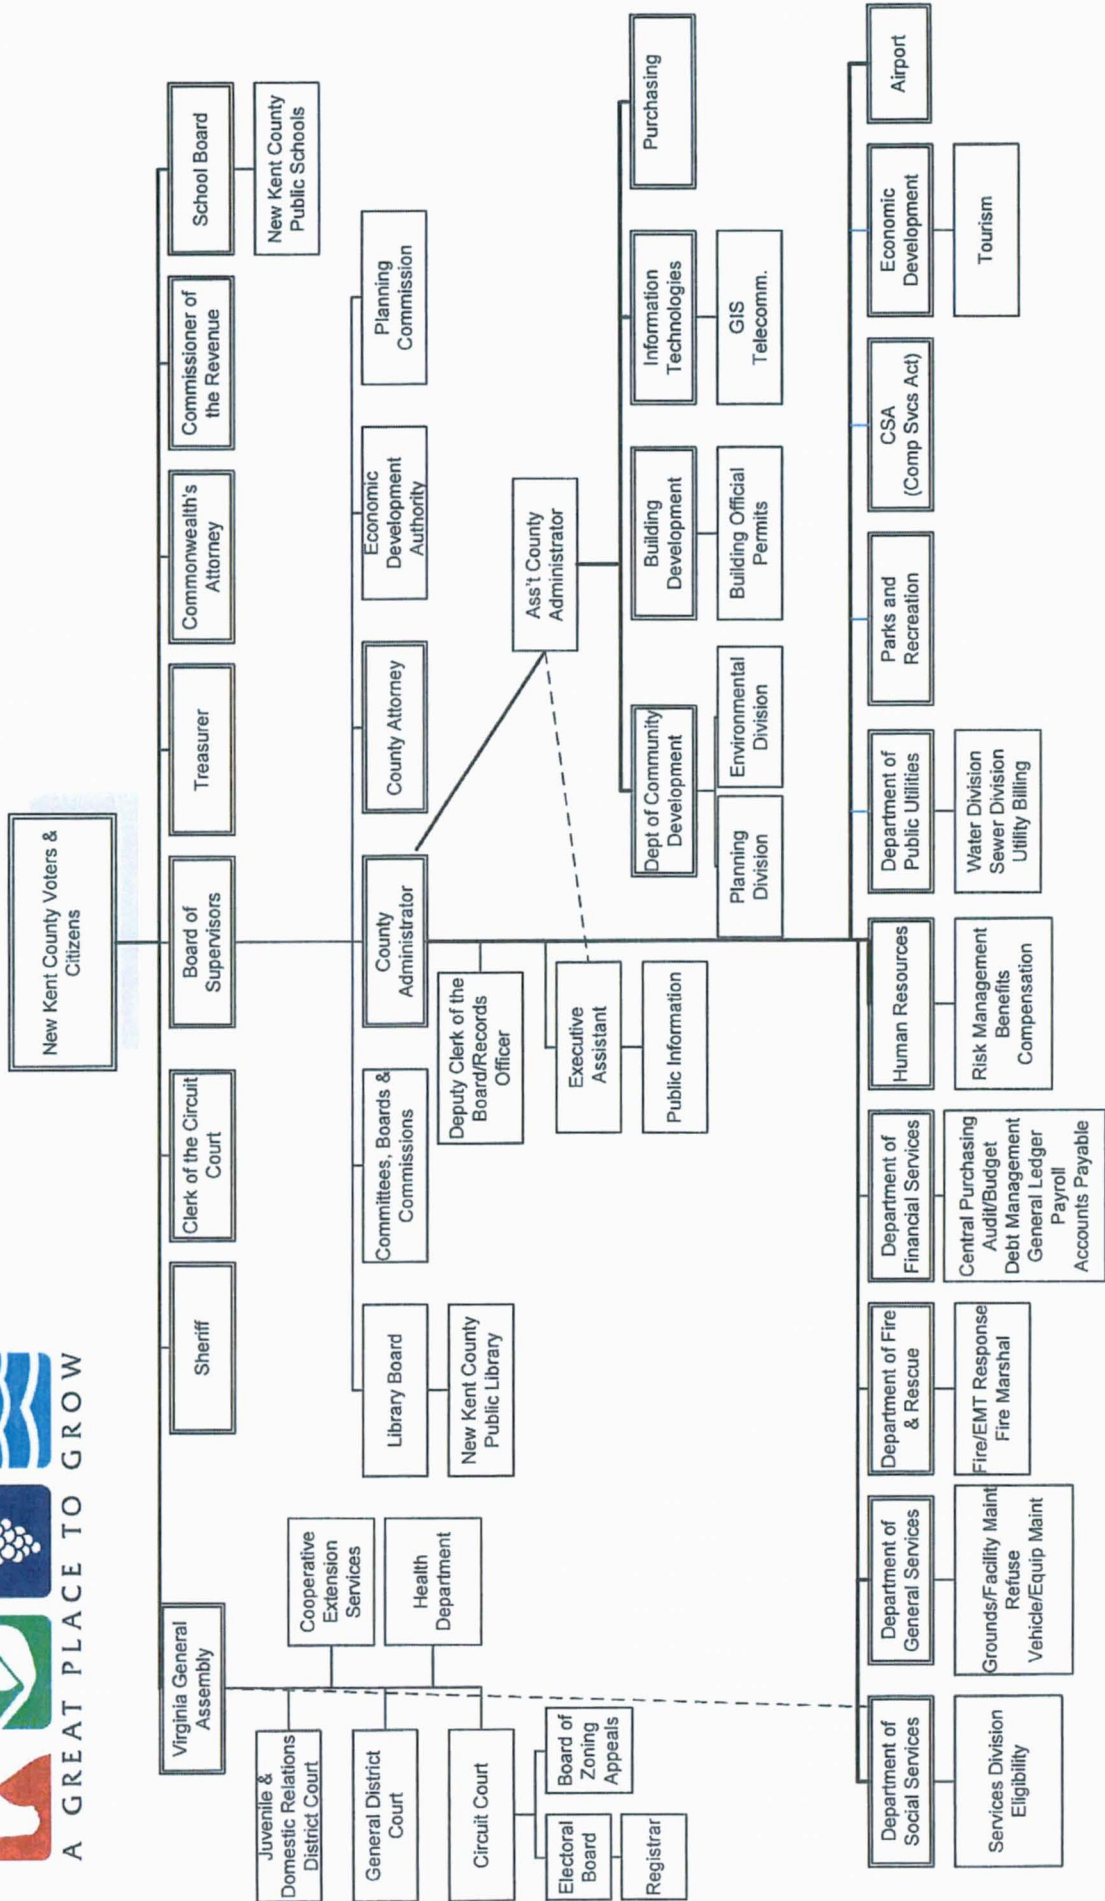 A GREAT PLACE TO GROW
New Kent County Voters &
Citizens
Virginia General
Assembly
Sheriff
Clerk of the Circuit
Court
Board of
Supervisors
Treasurer
Commonwealth's
Attorney
Commissioner of
the Revenue
School Board
New Kent County
Public Schools
Juvenile &
Domestic Relations
District Court
Cooperative
Extension
Services
General District
Court
Health
Department
Circuit Court
Electoral
Board
Board of
Zoning
Appeals
Registrar
Library Board
New Kent County
Public Library
Committees, Boards &
Commissions
County
Administrator
County Attorney
Economic
Development
Authority
Planning
Commission
Deputy Clerk of the
Board/Records
Officer
Executive
Assistant
Public Information
Ass't County
Administrator
Dept of Community
Development
Planning
Division
Environmental
Division
Building
Development
Building Official
Permits
Information
Technologies
GIS
Telecomm.
Purchasing
Department of
Social Services
Services Division
Eligibility
Department of
General Services
Grounds/Facility Maint
Refuse
Vehicle/Equip Maint
Department of Fire
& Rescue
Fire/EMT Response
Fire Marshal
Department of
Financial Services
Central Purchasing
Audit/Budget
Debt Management
General Ledger
Payroll
Accounts Payable
Human Resources
Risk Management
Benefits
Compensation
Department of
Public Utilities
Water Division
Sewer Division
Utility Billing
Parks and
Recreation
CSA
(Comp Svcs Act)
Economic
Development
Tourism
Airport